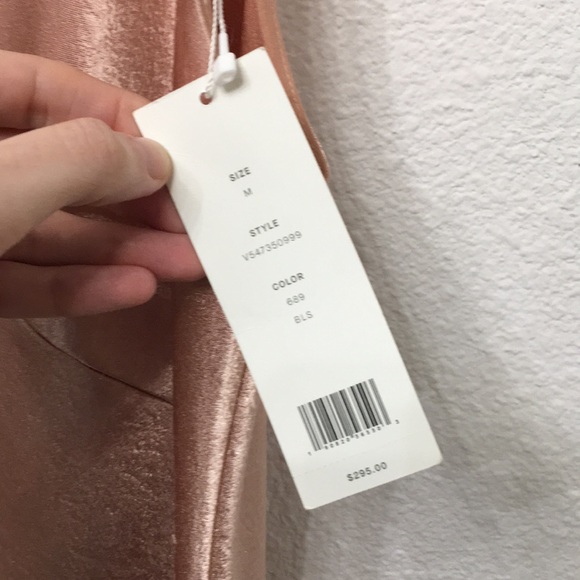 SIZE
M
STYLE
V547350999
COLOR
689
BLS
$295.00